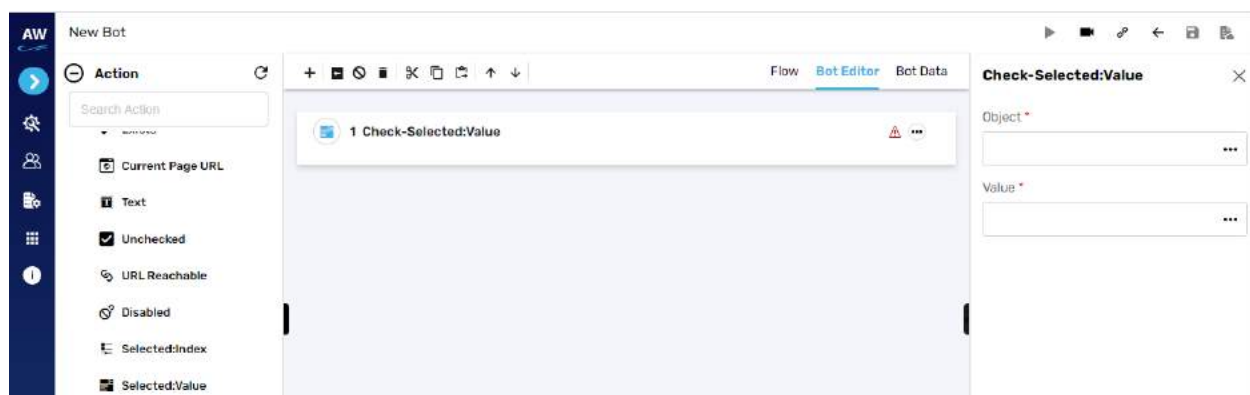 AW
New Bot
Action
Search Action
Current Page URL
Text
Unchecked
URL Reachable
Disabled
Selected:Index
Selected:Value
Flow Bot Editor Bot Data
1 Check-Selected:Value
Check-Selected:Value
Object *
Value *